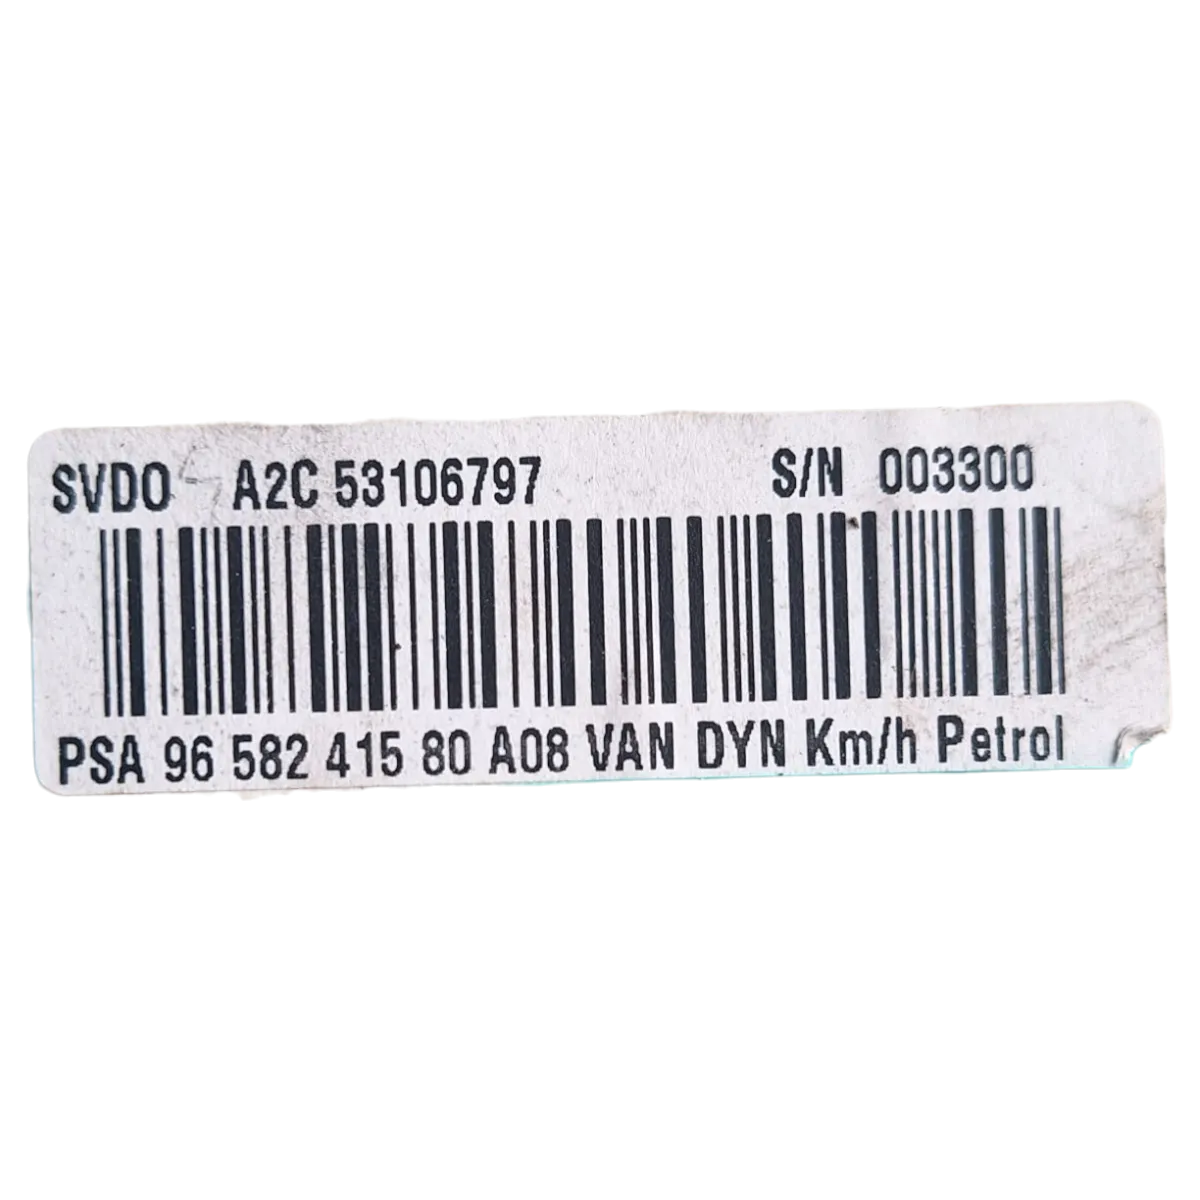 SVDO A2C 53106797 S/N 003300
PSA 96 582 415 80 A08 VAN DYN Km/h Petrol